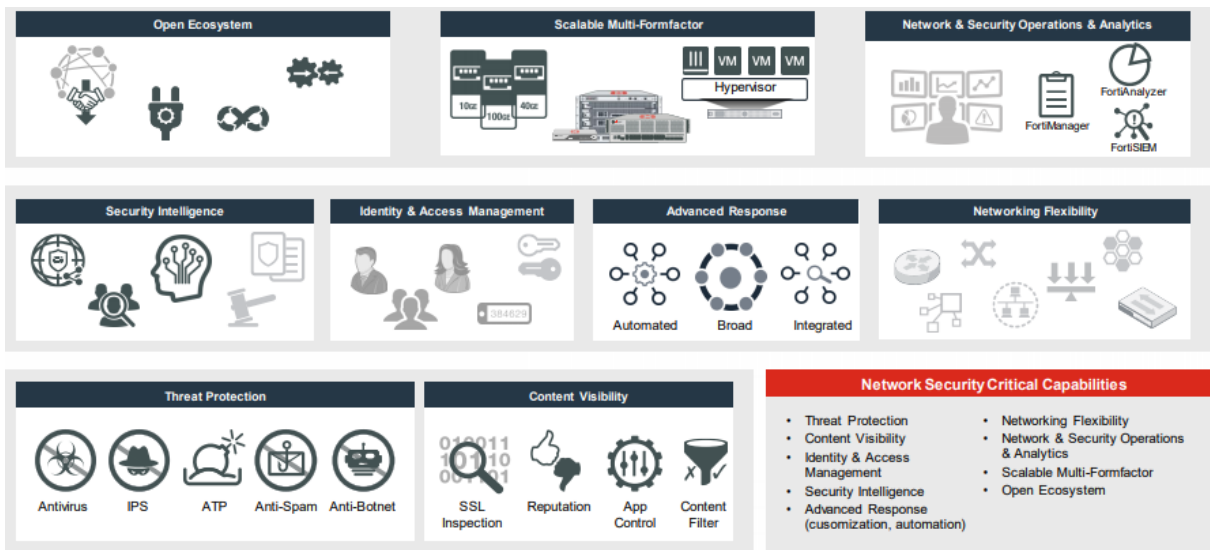 Open Ecosystem
Scalable Multi-Formfactor
10GE
100GE
40GE
VM VM VM
Hypervisor
Network & Security Operations & Analytics
FortiManager
FortiAnalyzer
FortiSIEM
Security Intelligence
Identity & Access Management
384629
Advanced Response
Automated
Broad
Integrated
Networking Flexibility
Threat Protection
Antivirus
IPS
ATP
Anti-Spam
Anti-Botnet
Content Visibility
010011
10110
001101
SSL
Inspection
Reputation
App
Control
Content
Filter
Network Security Critical Capabilities
• Threat Protection
• Content Visibility
• Identity & Access
Management
• Security Intelligence
• Advanced Response
(cusomization, automation)
• Networking Flexibility
• Network & Security Operations
& Analytics
• Scalable Multi-Formfactor
• Open Ecosystem